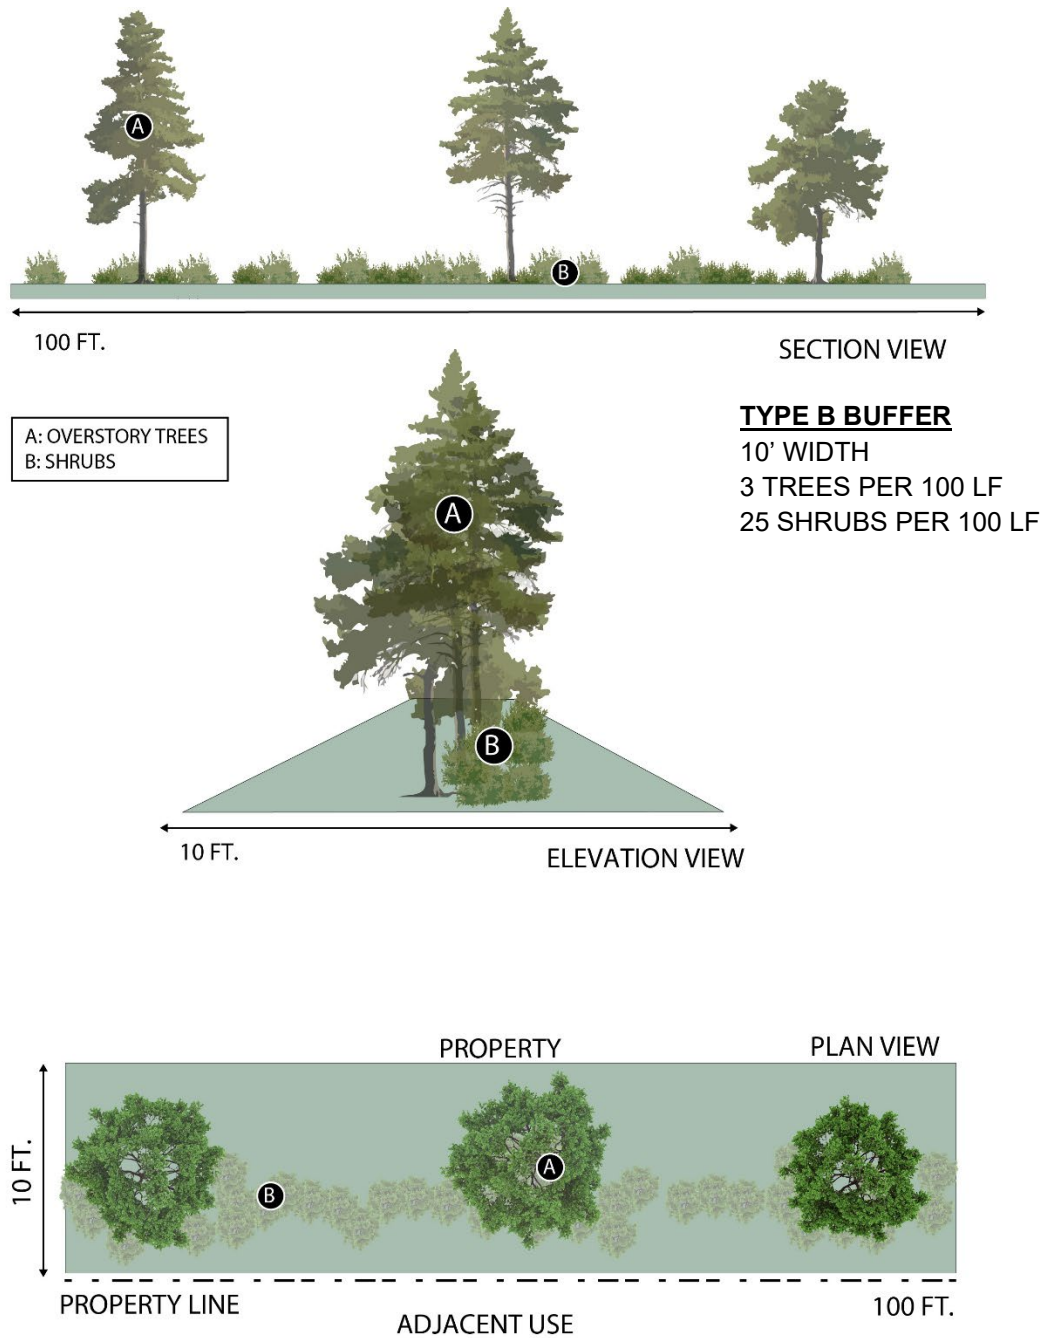 A
B
100 FT.
SECTION VIEW
A: OVERSTORY TREES
B: SHRUBS
TYPE B BUFFER
10’ WIDTH
3 TREES PER 100 LF
25 SHRUBS PER 100 LF
A
B
10 FT.
ELEVATION VIEW
PROPERTY
PLAN VIEW
10 FT.
A
B
PROPERTY LINE
100 FT.
ADJACENT USE